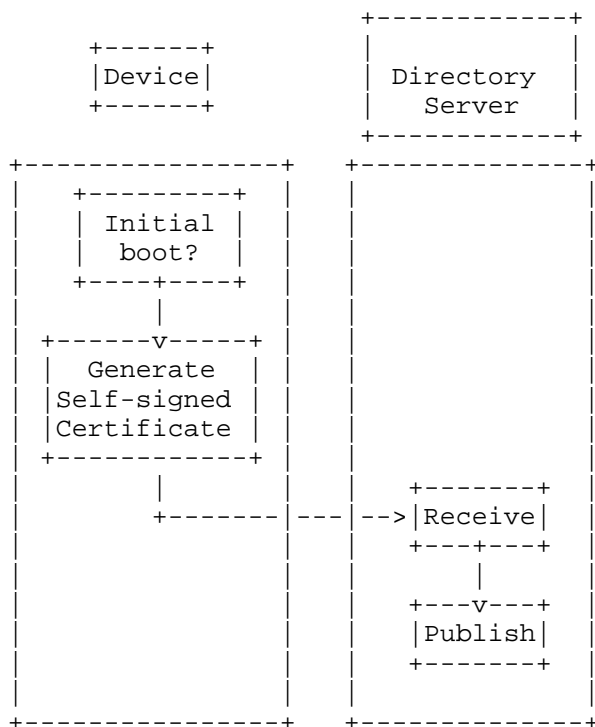 Device
Directory
Server
Initial
boot?
Generate
Self-signed
Certificate
Receive
Publish